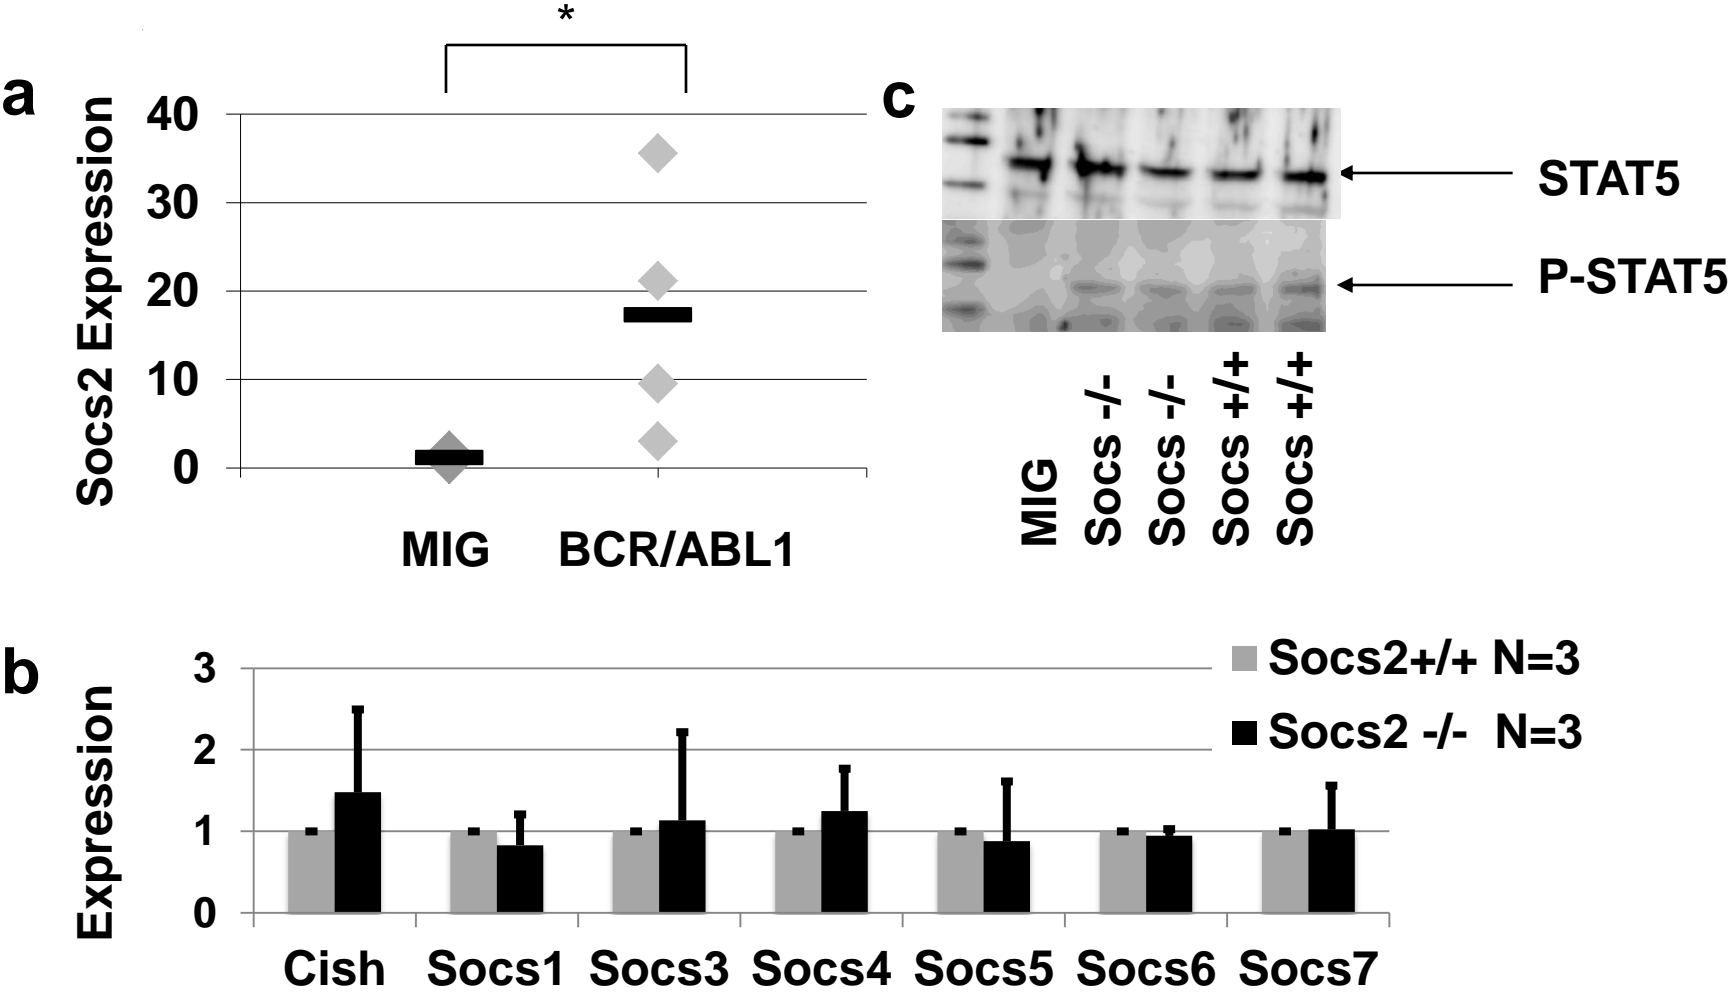 *
a
Socs2 Expression
40
30
20
10
0
MIG
BCR/ABL1
c
STAT5
P-STAT5
MIG
Socs -/-
Socs -/-
Socs +/+
Socs +/+
b
Expression
3
2
1
0
Socs2+/+ N=3
Socs2 -/- N=3
Cish
Socs1
Socs3
Socs4
Socs5
Socs6
Socs7